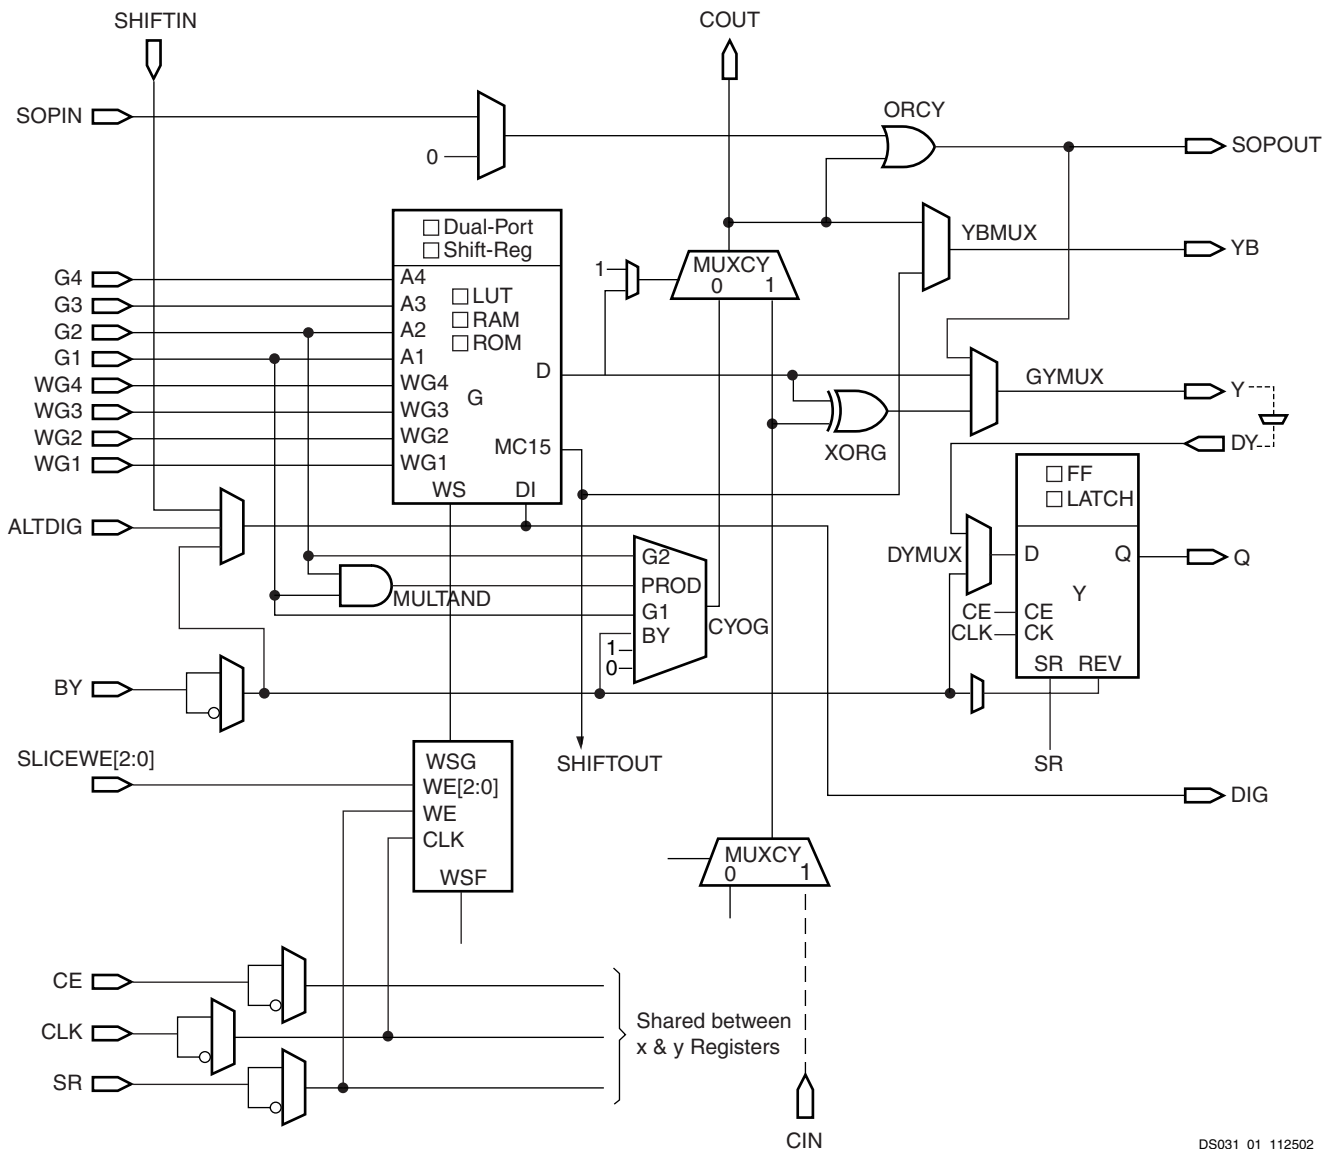 SHIFTIN
COUT
SOPIN
0
ORCY
SOPOUT
□ Dual-Port
□ Shift-Reg
YBMUX
YB
G4
G3
G2
G1
WG4
WG3
WG2
WG1
A4
A3
A2
A1
WG4
WG3
WG2
WG1
□ LUT
□ RAM
□ ROM
G
D
MC15
WS
DI
1
MUXCY
0
1
GYMUX
Y
DY
XORG
□ FF
□ LATCH
ALTDIG
DYMUX
D
Q
Q
Y
CE
CE
CLK
CK
SR
REV
MULTAND
G2
PROD
G1
BY
1
0
CYOG
BY
SHIFTOUT
SR
SLICEWE[2:0]
WSG
WE[2:0]
WE
CLK
WSF
DIG
MUXCY
0
1
CE
CLK
SR
Shared between
x & y Registers
CIN
DS031_01_112502